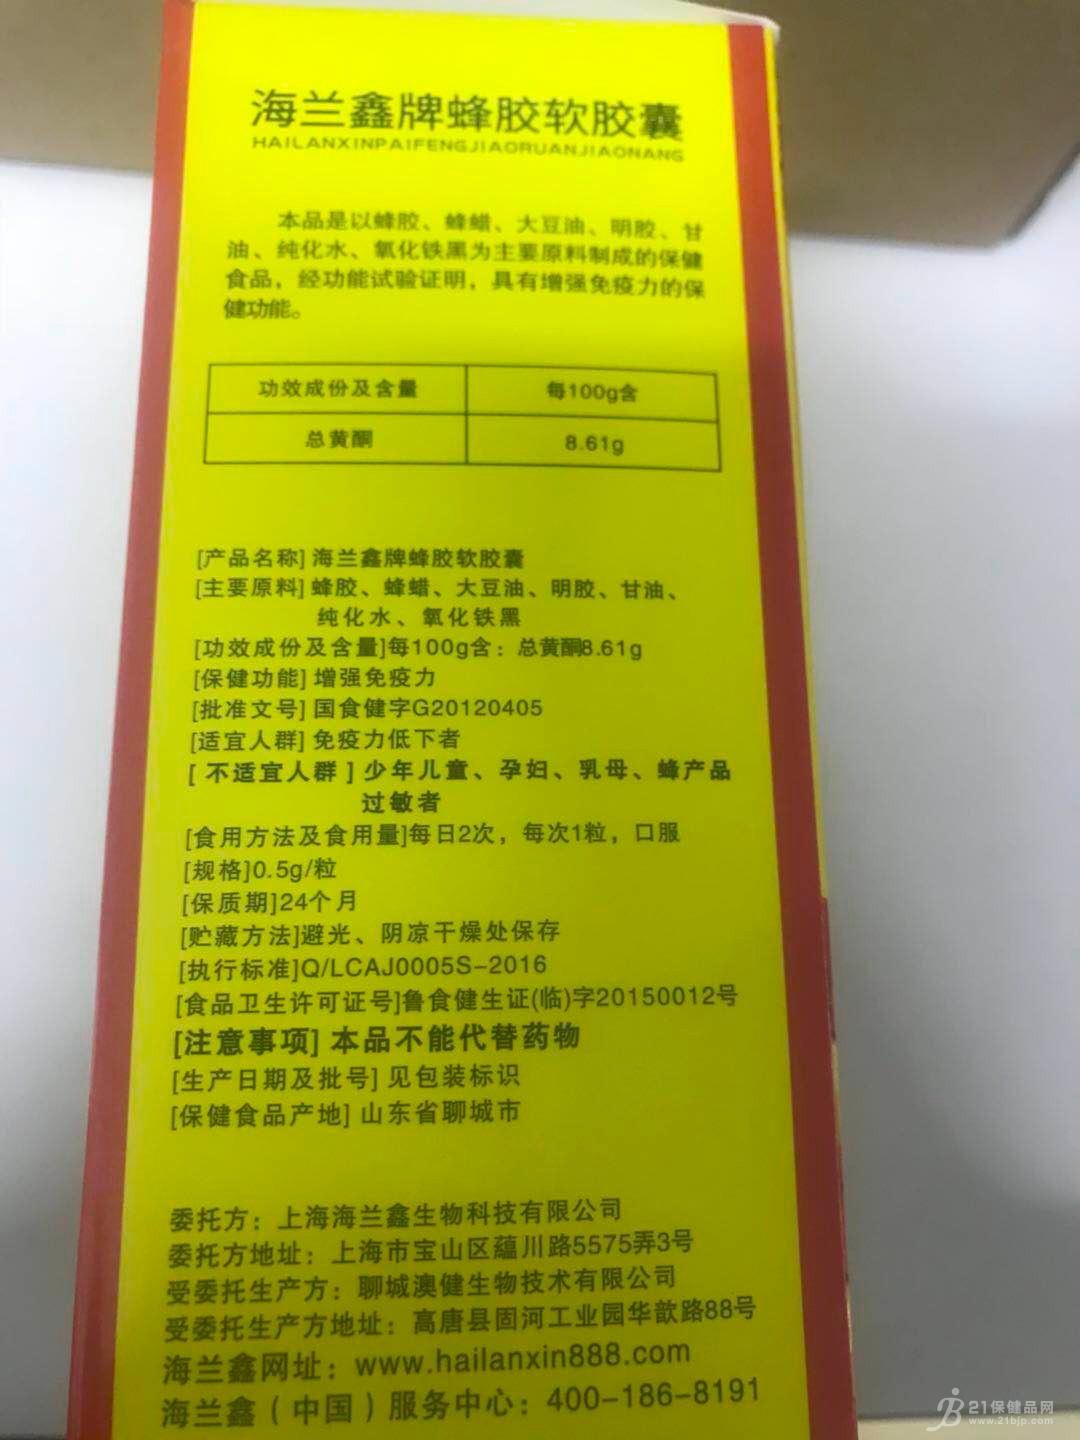 海兰鑫牌蜂胶软胶囊
HAILANXINPAIFENGJIAORUANJIAONANG
本品是以蜂胶、蜂蜡、大豆油、明胶、甘
油、纯化水、氧化铁黑为主要原料制成的保健
食品，经功能试验证明，具有增强免疫力的保
健功能。
功效成份及含量 每100g含
总黄酮 8.61g
[产品名称] 海兰鑫牌蜂胶软胶囊
[主要原料] 蜂胶、蜂蜡、大豆油、明胶、甘油、
纯化水、氧化铁黑
[功效成份及含量]每100g含：总黄酮8.61g
[保健功能] 增强免疫力
[批准文号] 国食健字G20120405
[适宜人群] 免疫力低下者
[不适宜人群] 少年儿童、孕妇、乳母、蜂产品
过敏者
[食用方法及食用量]每日2次，每次1粒，口服
[规格]0.5g/粒
[保质期]24个月
[贮藏方法]避光、阴凉干燥处保存
[执行标准]Q/LCAJ0005S-2016
[食品卫生许可证号]鲁食健生证(临)字20150012号
[注意事项] 本品不能代替药物
[生产日期及批号] 见包装标识
[保健食品产地] 山东省聊城市
委托方：上海海兰鑫生物科技有限公司
委托方地址：上海市宝山区蕴川路5575弄3号
受委托生产方：聊城澳健生物技术有限公司
受委托生产方地址：高唐县固河工业园华歆路88号
海兰鑫网址：www.hailanxin888.com
海兰鑫（中国）服务中心：400-186-8191
21保健品网
www.21bjp.com